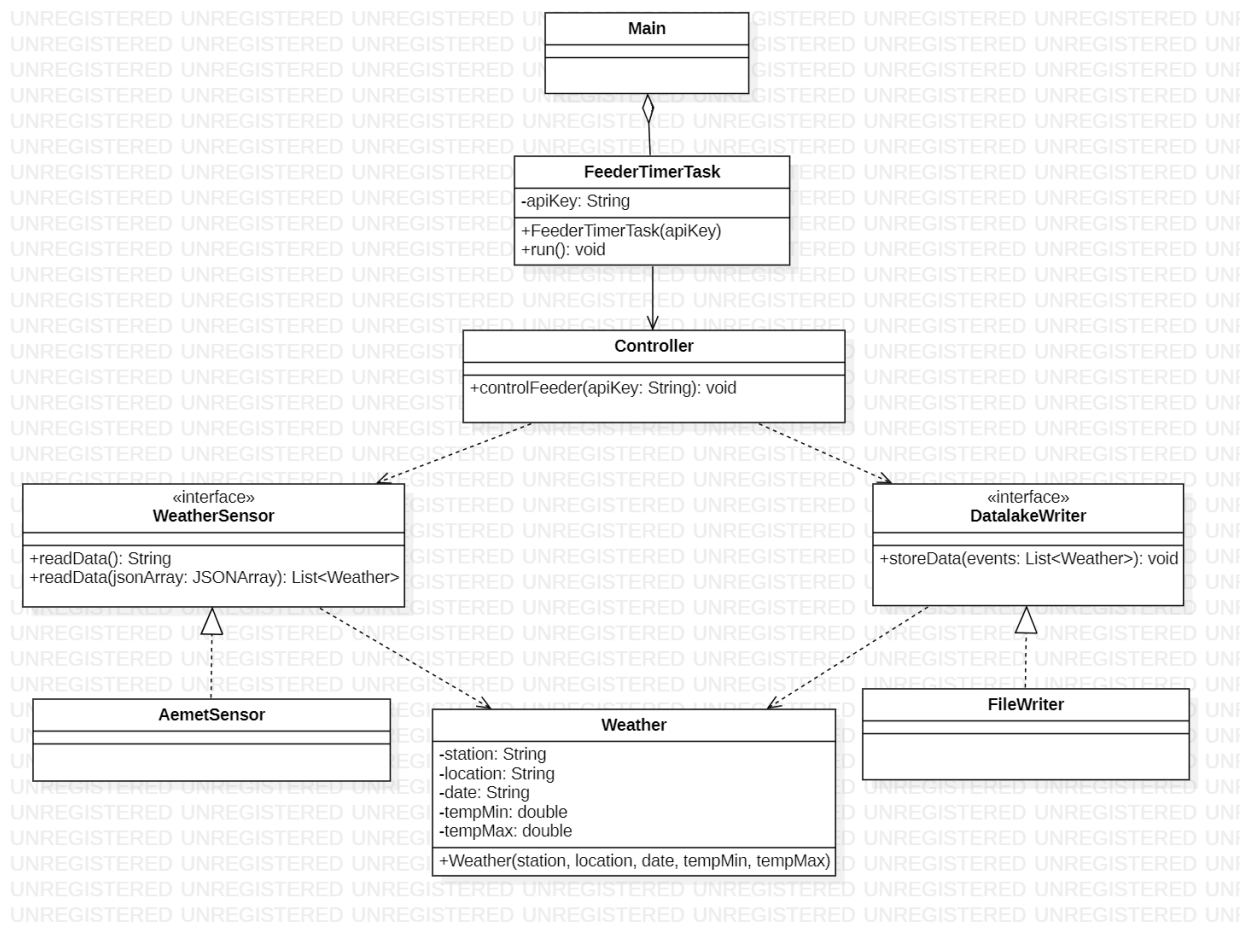 Main
FeederTimerTask
-apiKey: String
+FeederTimerTask(apiKey)
+run(): void
Controller
+controlFeeder(apiKey: String): void
«interface»
WeatherSensor
+readData(): String
+readData(jsonArray: JSONArray): List<Weather>
«interface»
DatalakeWriter
+storeData(events: List<Weather>): void
AemetSensor
Weather
-station: String
-location: String
-date: String
-tempMin: double
-tempMax: double
+Weather(station, location, date, tempMin, tempMax)
FileWriter
UNREGISTERED